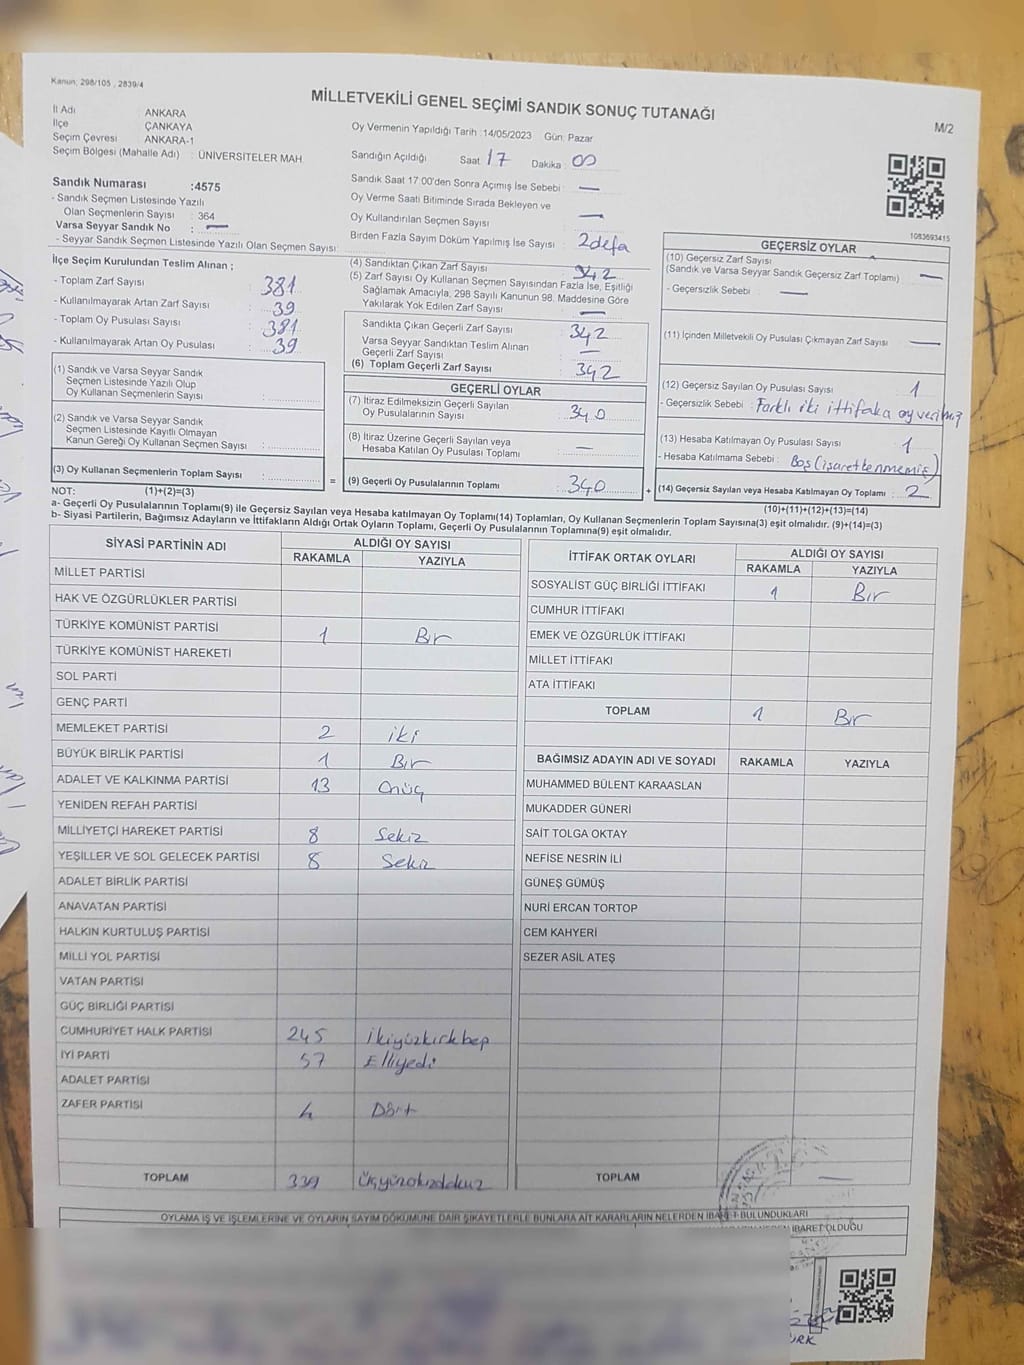 Kanun; 298/105 , 2839/4
MİLLETVEKİLİ GENEL SEÇİMİ SANDIK SONUÇ TUTANAĞI
M/2
İl Adı ANKARA
İlçe ÇANKAYA
Seçim Çevresi ANKARA-1
Seçim Bölgesi (Mahalle Adı) : ÜNİVERSİTELER MAH
Oy Vermenin Yapıldığı Tarih :14/05/2023 Gün: Pazar
Sandığın Açıldığı Saat 17 Dakika : 00
Sandık Saat 17:00'den Sonra Açımış İse Sebebi : —
Oy Verme Saati Bitiminde Sırada Bekleyen ve
Oy Kullandırılan Seçmen Sayısı —
Birden Fazla Sayım Döküm Yapılmış İse Sayısı : 2defa
Sandık Numarası :4575
- Sandık Seçmen Listesinde Yazılı
Olan Seçmenlerin Sayısı : 364
Varsa Seyyar Sandık No : —
- Seyyar Sandık Seçmen Listesinde Yazılı Olan Seçmen Sayısı:
1083693415
İlçe Seçim Kurulundan Teslim Alınan ;
- Toplam Zarf Sayısı : 381
- Kullanılmayarak Artan Zarf Sayısı : 39
- Toplam Oy Pusulası Sayısı : 381
- Kullanılmayarak Artan Oy Pusulası : 39
(1) Sandık ve Varsa Seyyar Sandık
Seçmen Listesinde Yazılı Olup
Oy Kullanan Seçmenlerin Sayısı :
(2) Sandık ve Varsa Seyyar Sandık
Seçmen Listesinde Kayıtlı Olmayan
Kanun Gereği Oy Kullanan Seçmen Sayısı :
(3) Oy Kullanan Seçmenlerin Toplam Sayısı :
(4) Sandıktan Çıkan Zarf Sayısı : 342
(5) Zarf Sayısı Oy Kullanan Seçmen Sayısından Fazla İse, Eşitliği
Sağlamak Amacıyla, 298 Sayılı Kanunun 98. Maddesine Göre
Yakılarak Yok Edilen Zarf Sayısı : —
Sandıkta Çıkan Geçerli Zarf Sayısı : 342
Varsa Seyyar Sandıktan Teslim Alınan
Geçerli Zarf Sayısı : —
(6) Toplam Geçerli Zarf Sayısı : 342
GEÇERLİ OYLAR
(7) İtiraz Edilmeksizin Geçerli Sayılan
Oy Pusulalarının Sayısı : 340
(8) İtiraz Üzerine Geçerli Sayılan veya
Hesaba Katılan Oy Pusulası Toplamı : —
= (9) Geçerli Oy Pusulalarının Toplamı : 340
GEÇERSİZ OYLAR
(10) Geçersiz Zarf Sayısı
(Sandık ve Varsa Seyyar Sandık Geçersiz Zarf Toplamı) : —
- Geçersizlik Sebebi : —
(11) İçinden Milletvekili Oy Pusulası Çıkmayan Zarf Sayısı : —
(12) Geçersiz Sayılan Oy Pusulası Sayısı : 1
- Geçersizlik Sebebi : Farklı iki ittifaka oy verilmiş
(13) Hesaba Katılmayan Oy Pusulası Sayısı : 1
- Hesaba Katılmama Sebebi : Boş (işaretlenmemiş)
+ (14) Geçersiz Sayılan veya Hesaba Katılmayan Oy Toplamı : 2
NOT: (1)+(2)=(3)
(10)+(11)+(12)+(13)=(14)
a- Geçerli Oy Pusulalarının Toplamı(9) ile Geçersiz Sayılan veya Hesaba katılmayan Oy Toplamı(14) Toplamları, Oy Kullanan Seçmenlerin Toplam Sayısına(3) eşit olmalıdır. (9)+(14)=(3)
b- Siyasi Partilerin, Bağımsız Adayların ve İttifakların Aldığı Ortak Oyların Toplamı, Geçerli Oy Pusulalarının Toplamına(9) eşit olmalıdır.
SİYASİ PARTİNİN ADI ALDIĞI OY SAYISI
RAKAMLA YAZIYLA
MİLLET PARTİSİ
HAK VE ÖZGÜRLÜKLER PARTİSİ
TÜRKİYE KOMÜNİST PARTİSİ 1 Bir
TÜRKİYE KOMÜNİST HAREKETİ
SOL PARTİ
GENÇ PARTİ
MEMLEKET PARTİSİ 2 iki
BÜYÜK BİRLİK PARTİSİ 1 Bir
ADALET VE KALKINMA PARTİSİ 13 Onüç
YENİDEN REFAH PARTİSİ
MİLLİYETÇİ HAREKET PARTİSİ 8 Sekiz
YEŞİLLER VE SOL GELECEK PARTİSİ 8 Sekiz
ADALET BİRLİK PARTİSİ
ANAVATAN PARTİSİ
HALKIN KURTULUŞ PARTİSİ
MİLLİ YOL PARTİSİ
VATAN PARTİSİ
GÜÇ BİRLİĞİ PARTİSİ
CUMHURİYET HALK PARTİSİ 245 ikiyüzkırkbeş
İYİ PARTİ 57 Elliyedi
ADALET PARTİSİ
ZAFER PARTİSİ 4 Dört
TOPLAM 339 Üçyüzotuzdokuz
İTTİFAK ORTAK OYLARI ALDIĞI OY SAYISI
RAKAMLA YAZIYLA
SOSYALİST GÜÇ BİRLİĞİ İTTİFAKI 1 Bir
CUMHUR İTTİFAKI
EMEK VE ÖZGÜRLÜK İTTİFAKI
MİLLET İTTİFAKI
ATA İTTİFAKI
TOPLAM 1 Bir
BAĞIMSIZ ADAYIN ADI VE SOYADI RAKAMLA YAZIYLA
MUHAMMED BÜLENT KARAASLAN
MUKADDER GÜNERİ
SAİT TOLGA OKTAY
NEFİSE NESRİN İLİ
GÜNEŞ GÜMÜŞ
NURİ ERCAN TORTOP
CEM KAHYERİ
SEZER ASİL ATEŞ
TOPLAM —
OYLAMA İŞ VE İŞLEMLERİNE VE OYLARIN SAYIM DÖKÜMÜNE DAİR ŞİKAYETLERLE BUNLARA AİT KARARLARIN NELERDEN İBARET BULUNDUKLARI
İBARET OLDUĞU